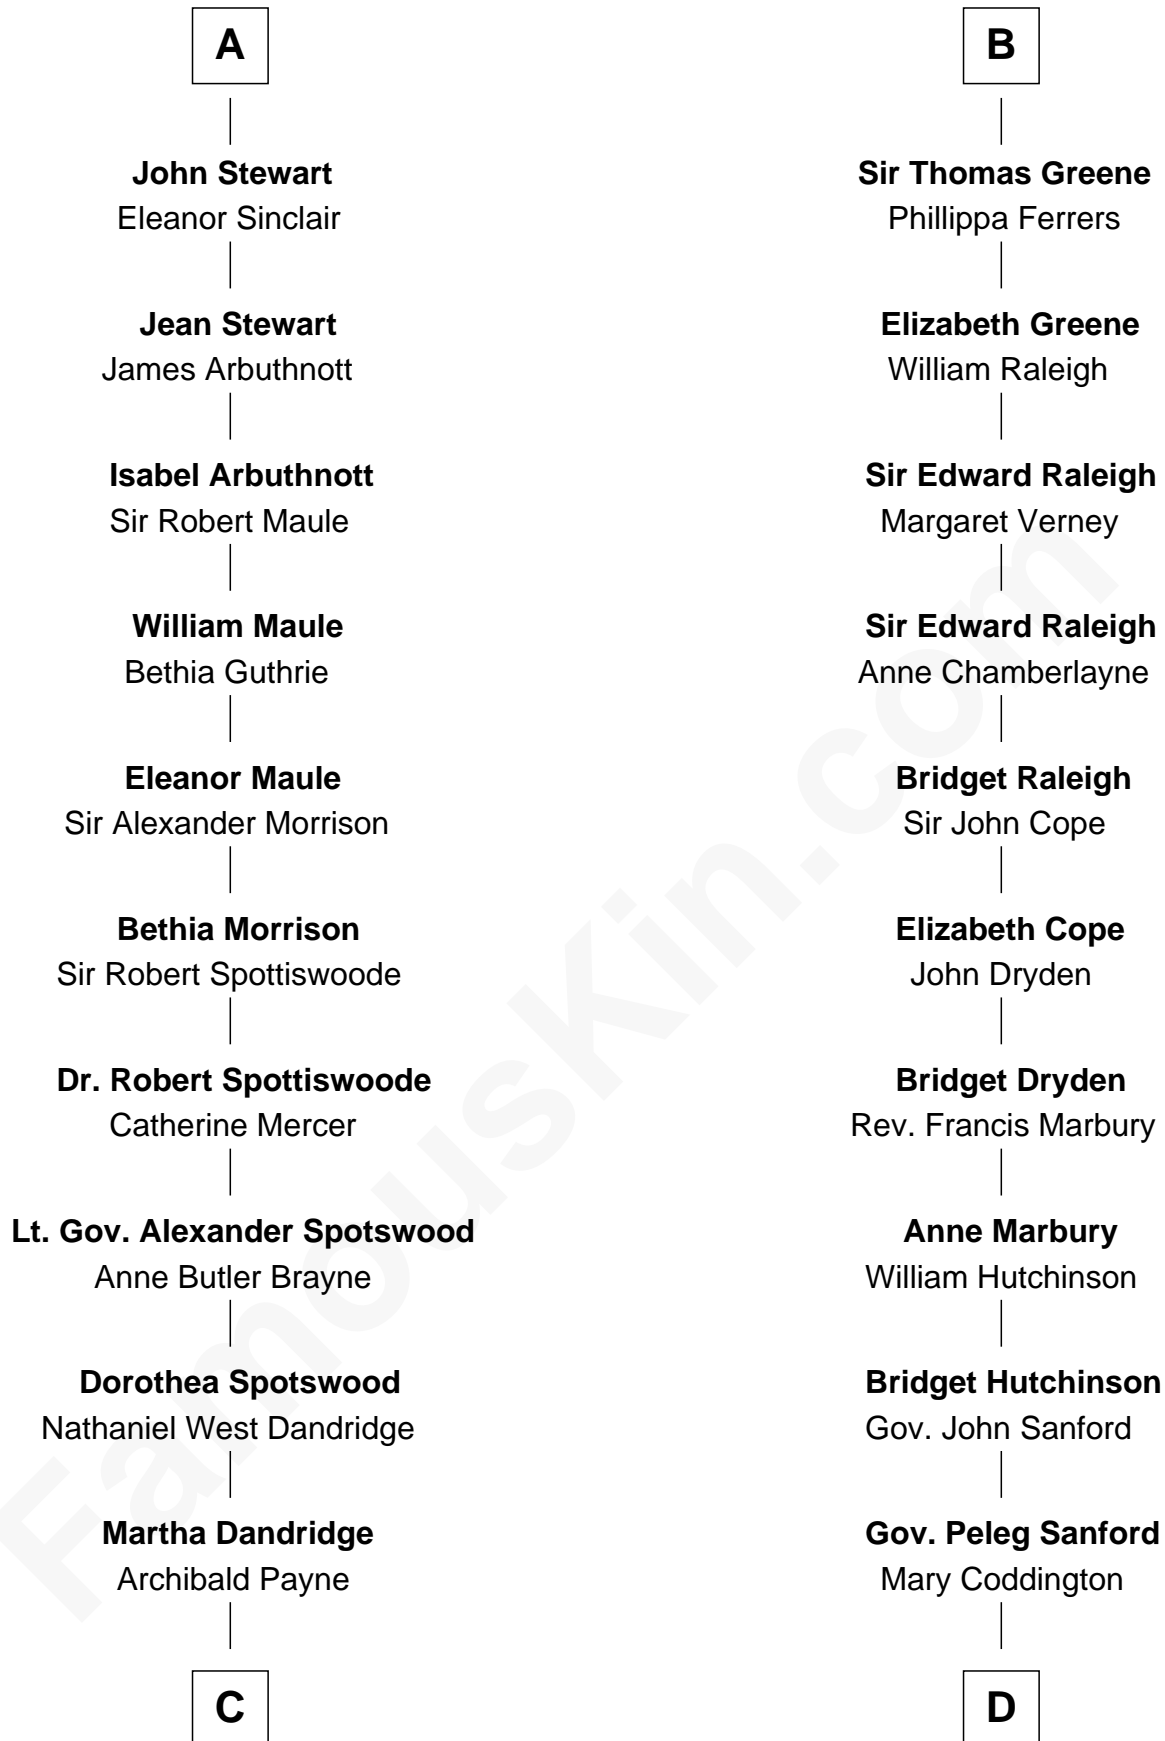 A
John Stewart
Eleanor Sinclair
Jean Stewart
James Arbuthnott
Isabel Arbuthnott
Sir Robert Maule
William Maule
Bethia Guthrie
Eleanor Maule
Sir Alexander Morrison
Bethia Morrison
Sir Robert Spottiswoode
Dr. Robert Spottiswoode
Catherine Mercer
Lt. Gov. Alexander Spotswood
Anne Butler Brayne
Dorothea Spotswood
Nathaniel West Dandridge
Martha Dandridge
Archibald Payne
C
B
Sir Thomas Greene
Phillippa Ferrers
Elizabeth Greene
William Raleigh
Sir Edward Raleigh
Margaret Verney
Sir Edward Raleigh
Anne Chamberlayne
Bridget Raleigh
Sir John Cope
Elizabeth Cope
John Dryden
Bridget Dryden
Rev. Francis Marbury
Anne Marbury
William Hutchinson
Bridget Hutchinson
Gov. John Sanford
Gov. Peleg Sanford
Mary Coddington
D
FamousKin.com